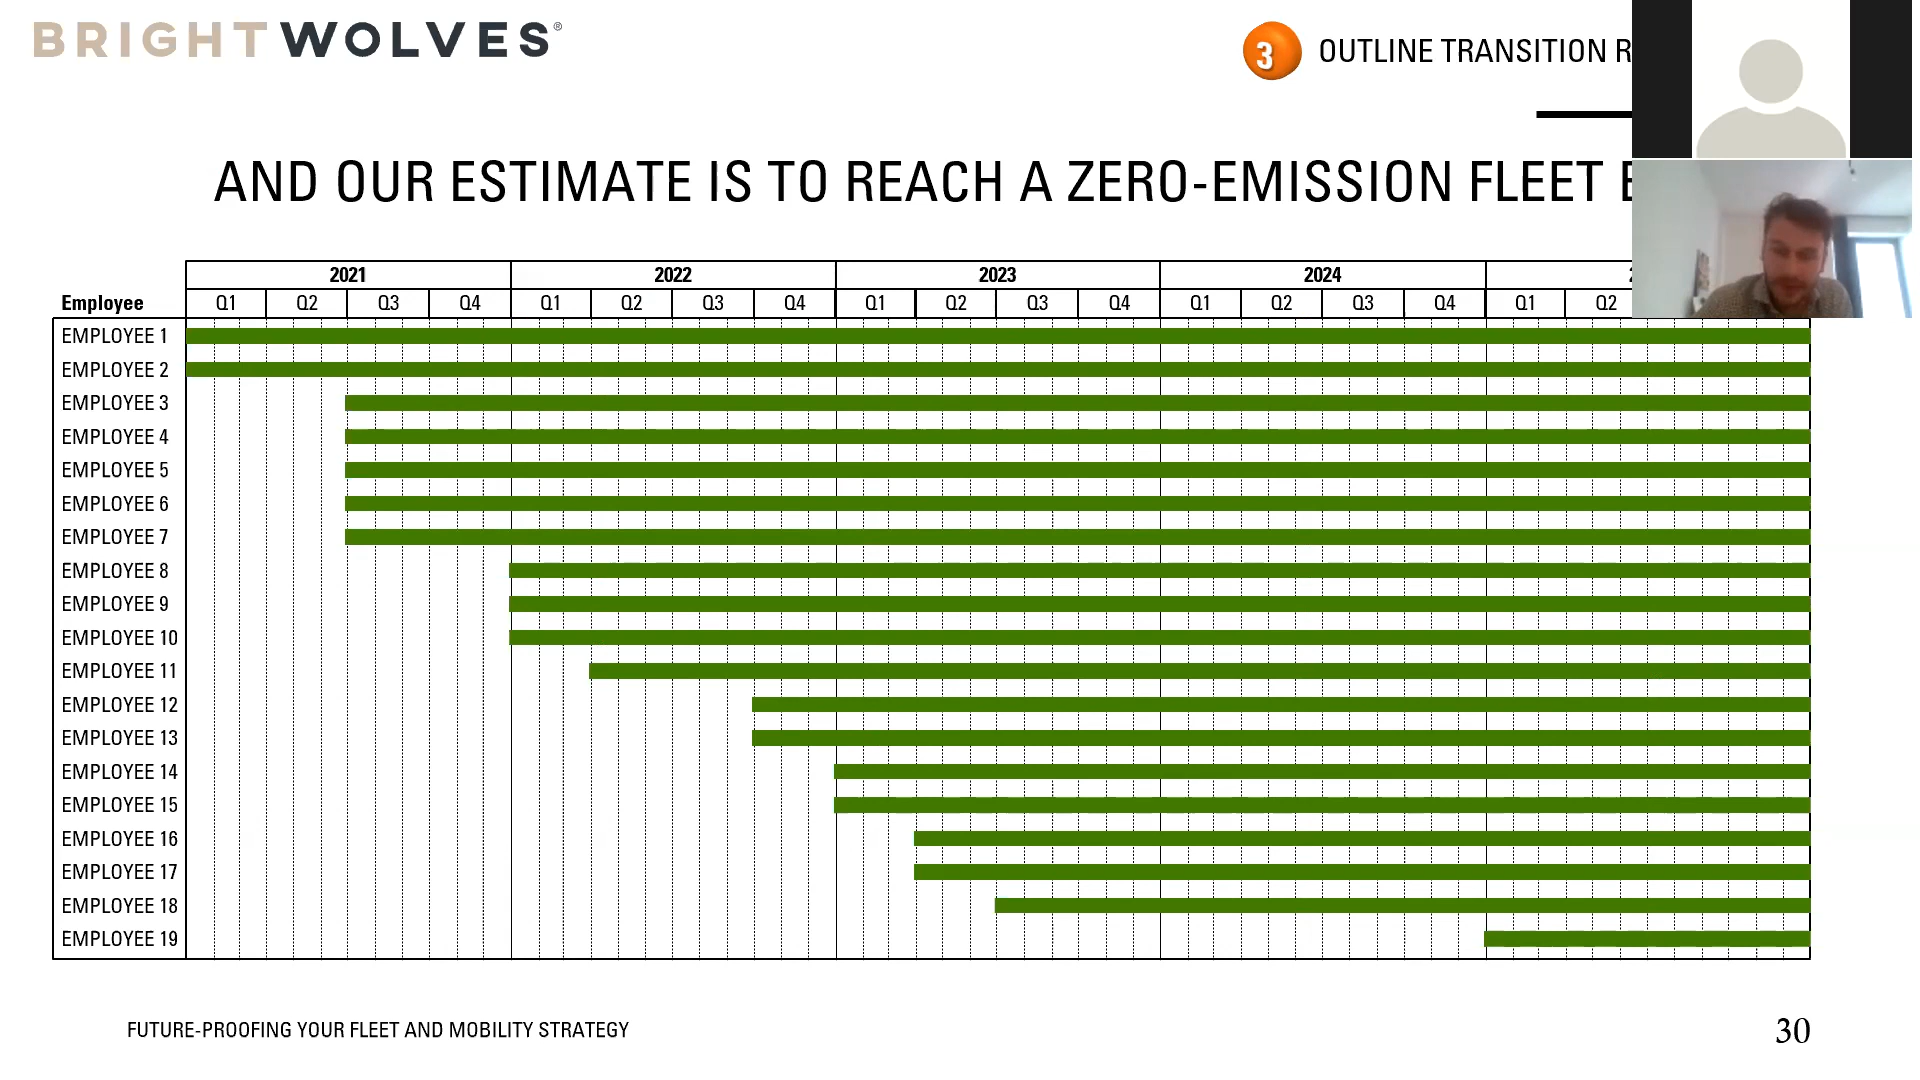 BRIGHTWOLVES®
3 OUTLINE TRANSITION
AND OUR ESTIMATE IS TO REACH A ZERO-EMISSION FLEET
2021 2022 2023 2024
Employee Q1 Q2 Q3 Q4 Q1 Q2 Q3 Q4 Q1 Q2 Q3 Q4 Q1 Q2 Q3 Q4 Q1 Q2
EMPLOYEE 1
EMPLOYEE 2
EMPLOYEE 3
EMPLOYEE 4
EMPLOYEE 5
EMPLOYEE 6
EMPLOYEE 7
EMPLOYEE 8
EMPLOYEE 9
EMPLOYEE 10
EMPLOYEE 11
EMPLOYEE 12
EMPLOYEE 13
EMPLOYEE 14
EMPLOYEE 15
EMPLOYEE 16
EMPLOYEE 17
EMPLOYEE 18
EMPLOYEE 19
FUTURE-PROOFING YOUR FLEET AND MOBILITY STRATEGY
30